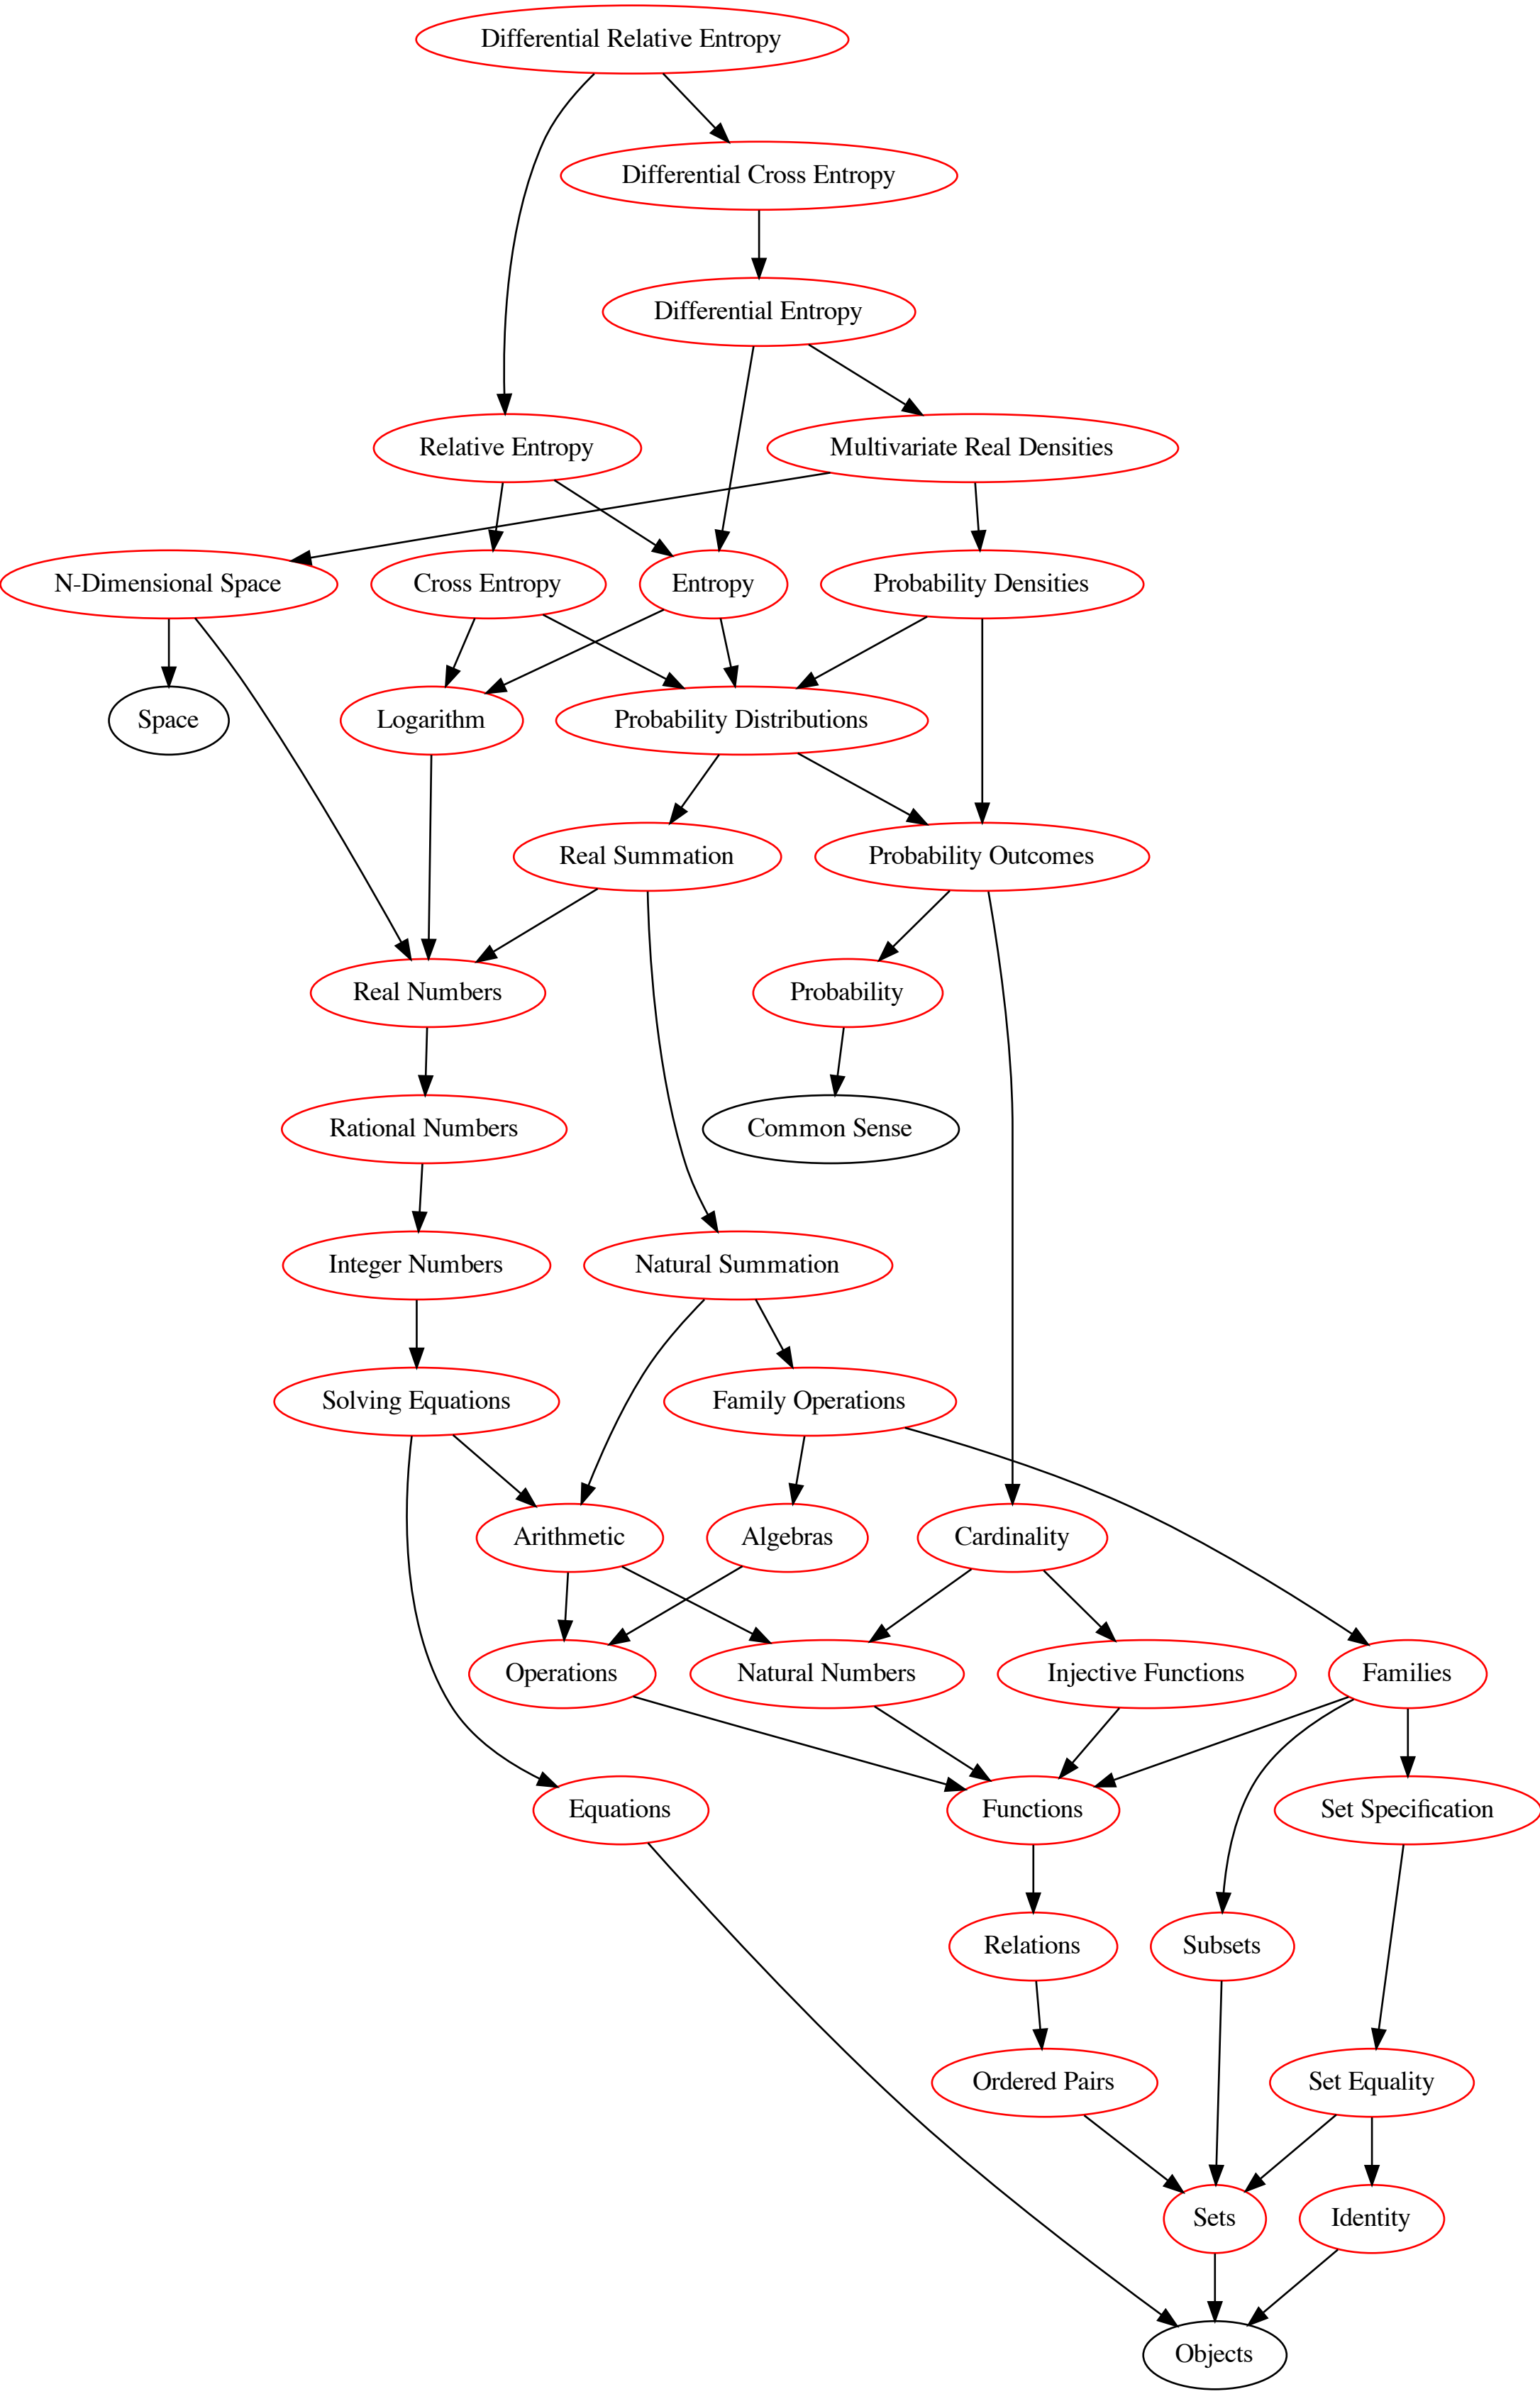 Differential Relative Entropy
Differential Cross Entropy
Differential Entropy
Relative Entropy
Multivariate Real Densities
N-Dimensional Space
Cross Entropy
Entropy
Probability Densities
Space
Logarithm
Probability Distributions
Real Summation
Probability Outcomes
Real Numbers
Probability
Rational Numbers
Common Sense
Integer Numbers
Natural Summation
Solving Equations
Family Operations
Arithmetic
Algebras
Cardinality
Operations
Natural Numbers
Injective Functions
Families
Equations
Functions
Set Specification
Relations
Subsets
Ordered Pairs
Set Equality
Sets
Identity
Objects